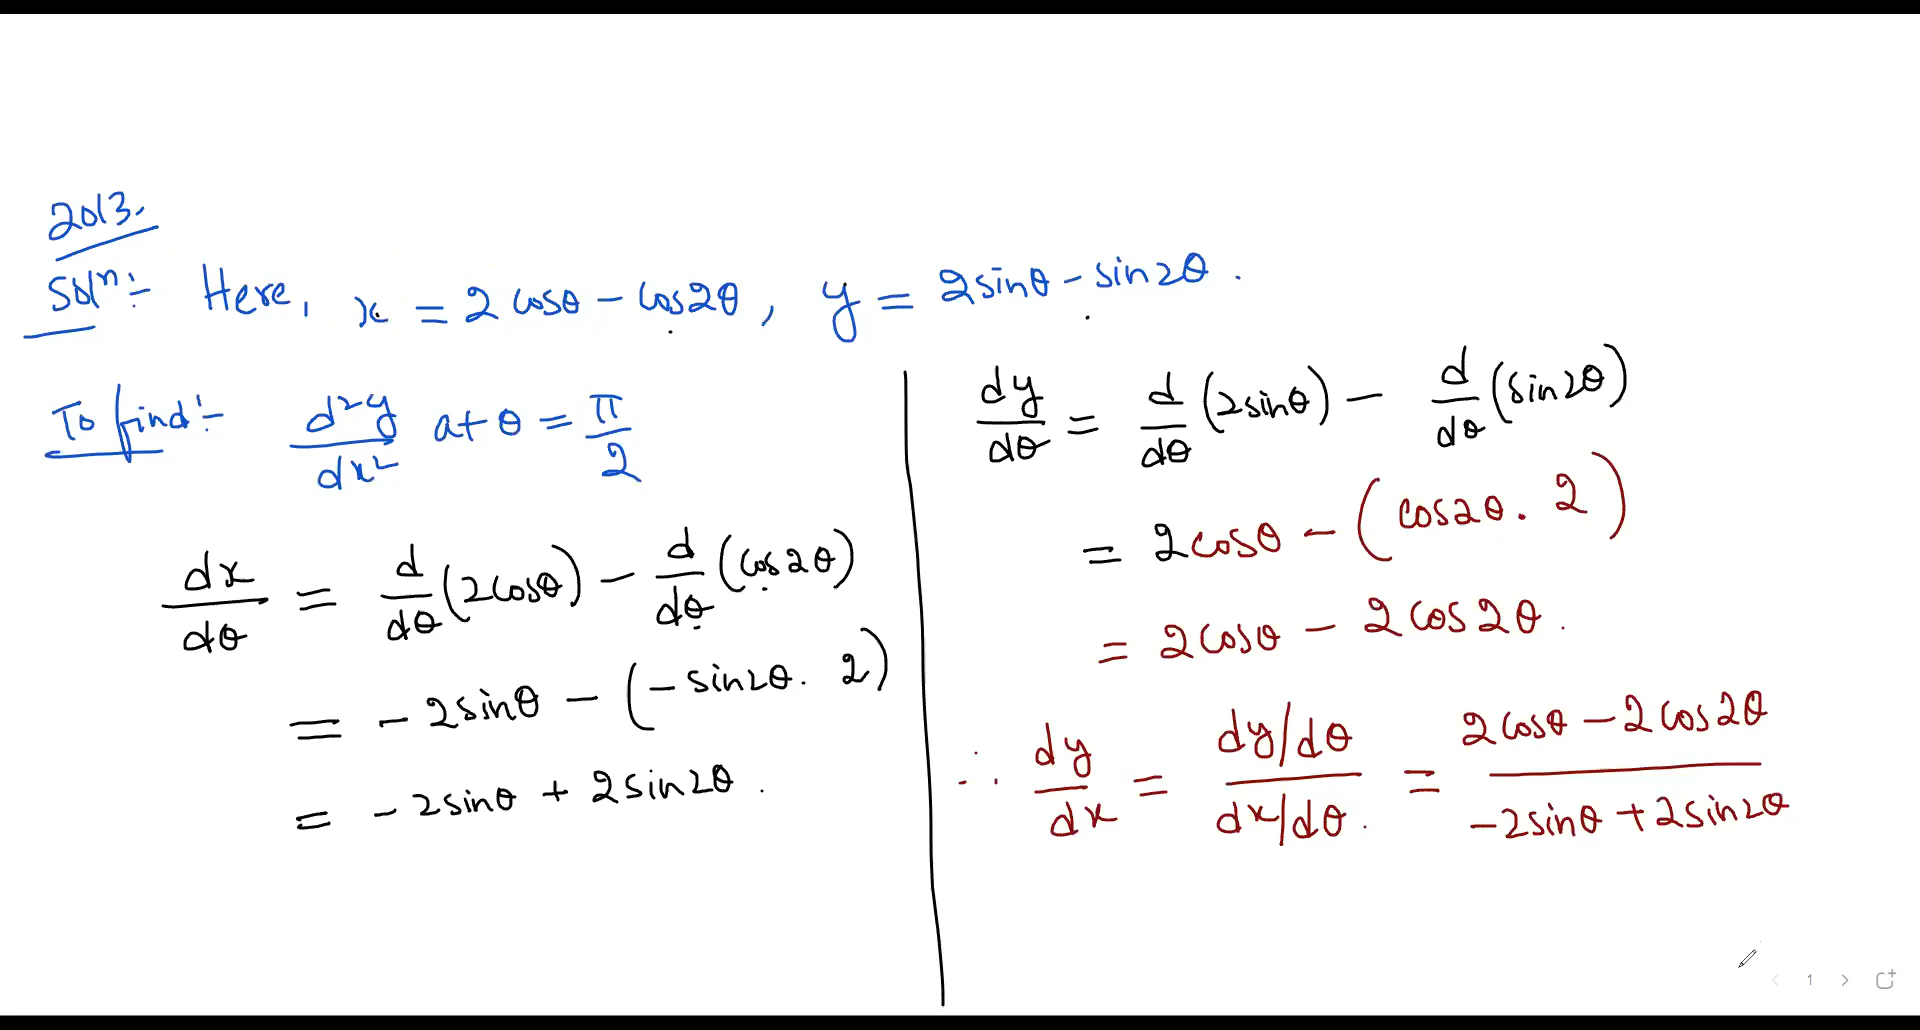 2013.
Solⁿ:- Here, x = 2 cosθ - cos2θ, y = 2sinθ - sin2θ.
To find:- d²y/dx² at θ = π/2
dx/dθ = d/dθ (2cosθ) - d/dθ (cos2θ)
= - 2sinθ - (- sin2θ. 2)
= - 2sinθ + 2sin2θ.
dy/dθ = d/dθ (2sinθ) - d/dθ (sin2θ)
= 2cosθ - (cos2θ. 2)
= 2cosθ - 2cos2θ.
∴ dy/dx = (dy/dθ)/(dx/dθ) = (2cosθ - 2cos2θ)/(-2sinθ + 2sin2θ)
1